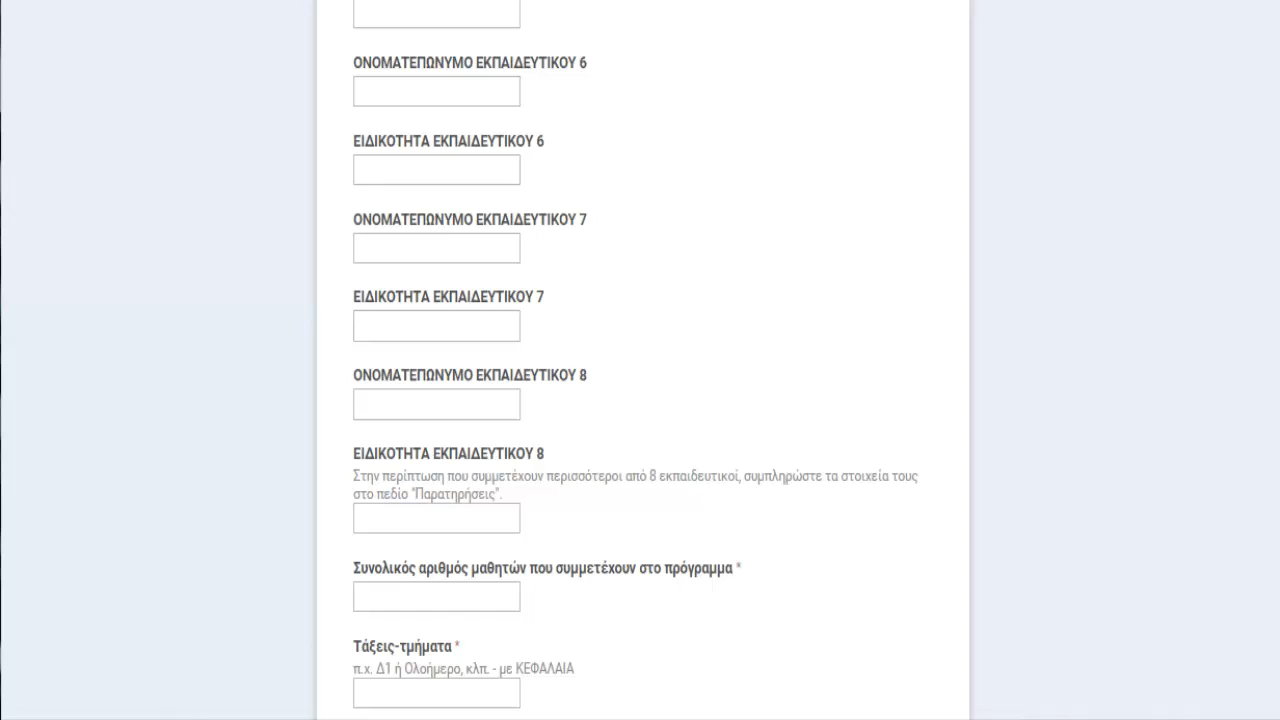 ΟΝΟΜΑΤΕΠΩΝΥΜΟ ΕΚΠΑΙΔΕΥΤΙΚΟΥ 6
ΕΙΔΙΚΟΤΗΤΑ ΕΚΠΑΙΔΕΥΤΙΚΟΥ 6
ΟΝΟΜΑΤΕΠΩΝΥΜΟ ΕΚΠΑΙΔΕΥΤΙΚΟΥ 7
ΕΙΔΙΚΟΤΗΤΑ ΕΚΠΑΙΔΕΥΤΙΚΟΥ 7
ΟΝΟΜΑΤΕΠΩΝΥΜΟ ΕΚΠΑΙΔΕΥΤΙΚΟΥ 8
ΕΙΔΙΚΟΤΗΤΑ ΕΚΠΑΙΔΕΥΤΙΚΟΥ 8
Στην περίπτωση που συμμετέχουν περισσότεροι από 8 εκπαιδευτικοί, συμπληρώστε τα στοιχεία τους
στο πεδίο "Παρατηρήσεις".
Συνολικός αριθμός μαθητών που συμμετέχουν στο πρόγραμμα *
Τάξεις-τμήματα *
π.χ. Δ1 ή Ολοήμερο, κλπ. - με ΚΕΦΑΛΑΙΑ